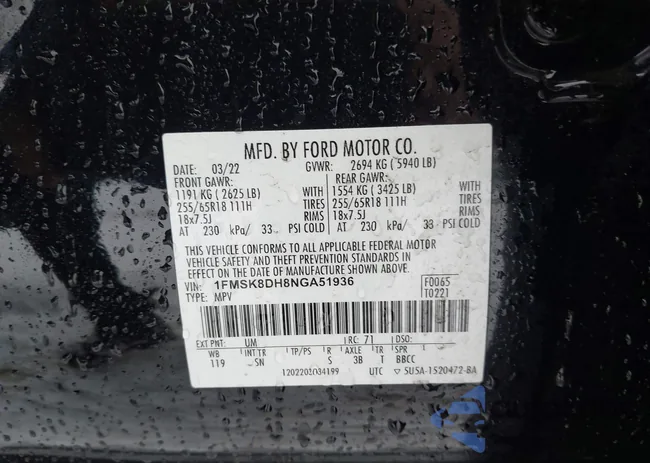 MFD. BY FORD MOTOR CO.
DATE: 03/22 GVWR: 2694 KG ( 5940 LB)
FRONT GAWR: REAR GAWR:
1191 KG ( 2625 LB) WITH 1554 KG ( 3425 LB) WITH
255/65R18 111H TIRES 255/65R18 111H TIRES
18x7.5J RIMS 18x7.5J RIMS
AT 230 kPa/ 33 PSI COLD AT 230 kPa/ 33 PSI COLD
THIS VEHICLE CONFORMS TO ALL APPLICABLE FEDERAL MOTOR
VEHICLE SAFETY AND THEFT PREVENTION STANDARDS IN
EFFECT ON THE DATE OF MANUFACTURE SHOWN ABOVE.
VIN: 1FMSK8DH8NGA51936 F0065
TYPE: MPV T0221
EXT PNT: UM RC: 71 DSO:
WB INT TR TP/PS R AXLE TR SPR
119 SN S 3B T BBCC
UTC ▽ SU5A-1520472-BA